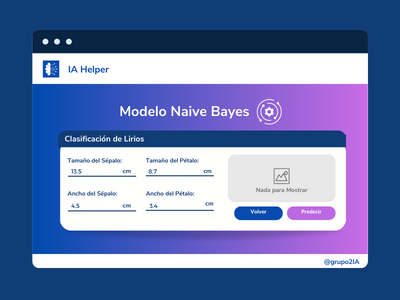 IA Helper
Modelo Naive Bayes
Clasificación de Lirios
Tamaño del Sépalo:
Tamaño del Pétalo:
13.5 cm
8.7 cm
Nada para Mostrar
Ancho del Sépalo:
Ancho del Pétalo:
4.5 cm
3.4 cm
Volver
Predecir
@grupo2IA